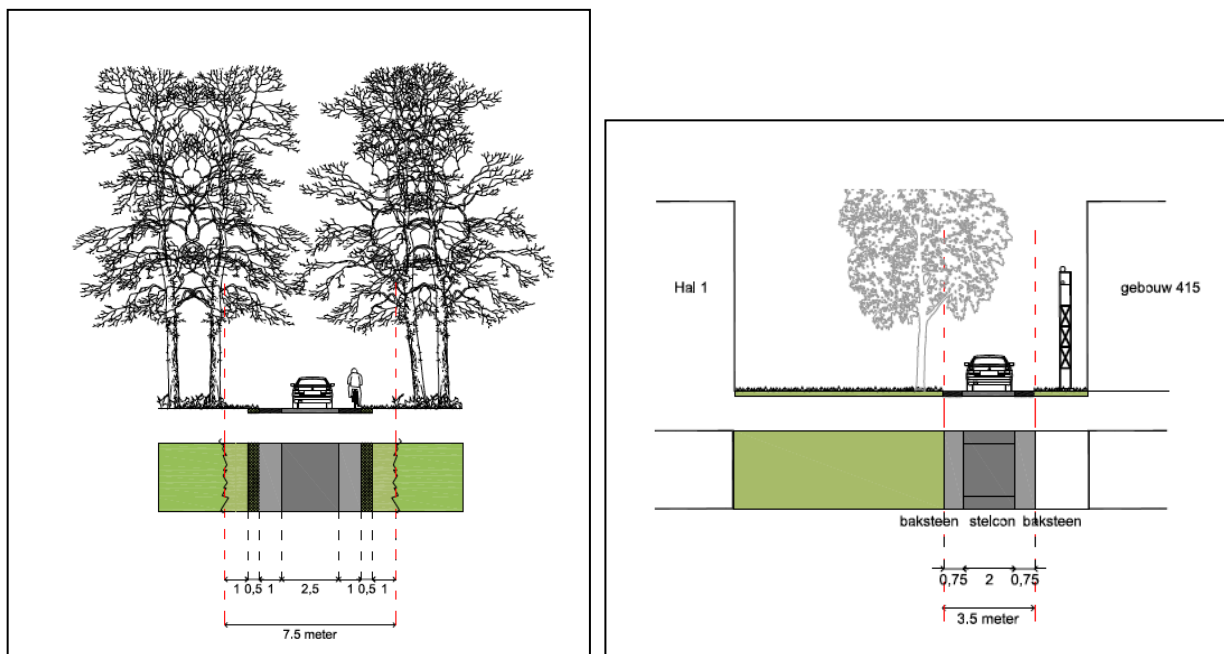 1 0,5 1 2,5 1 0,5 1
7.5 meter
Hal 1
gebouw 415
baksteen stelcon baksteen
0,75 2 0,75
3.5 meter